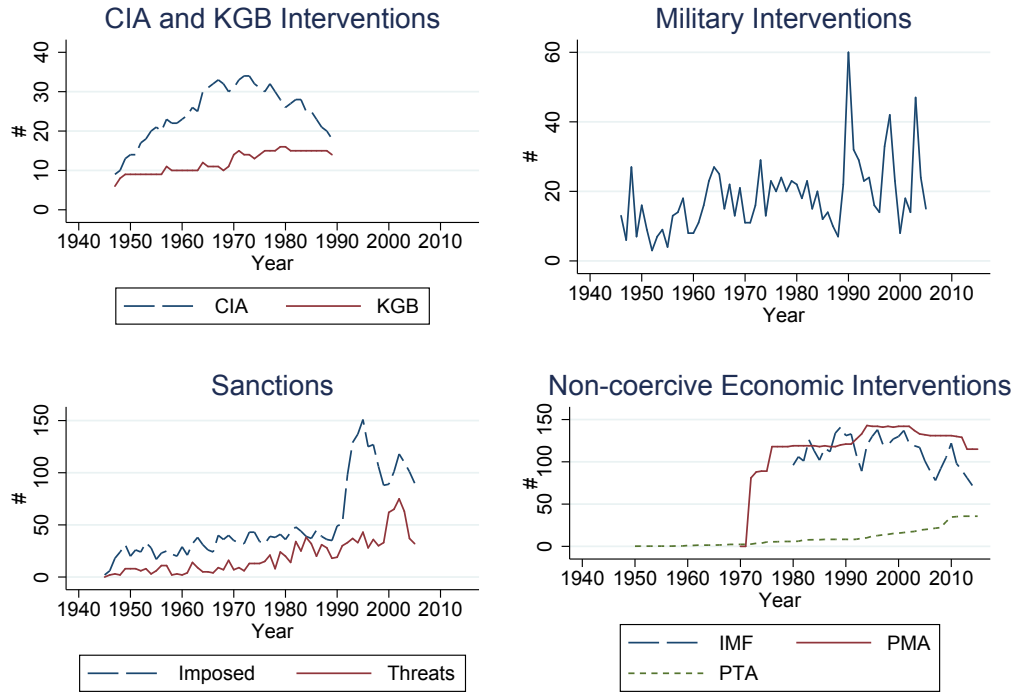 CIA and KGB Interventions
40
30
20
10
0
#
1940 1950 1960 1970 1980 1990 2000 2010
Year
CIA KGB
Military Interventions
60
40
20
0
#
1940 1950 1960 1970 1980 1990 2000 2010
Year
Sanctions
150
100
50
0
#
1940 1950 1960 1970 1980 1990 2000 2010
Year
Imposed Threats
Non-coercive Economic Interventions
150
100
50
0
#
1940 1950 1960 1970 1980 1990 2000 2010
Year
IMF PMA
PTA